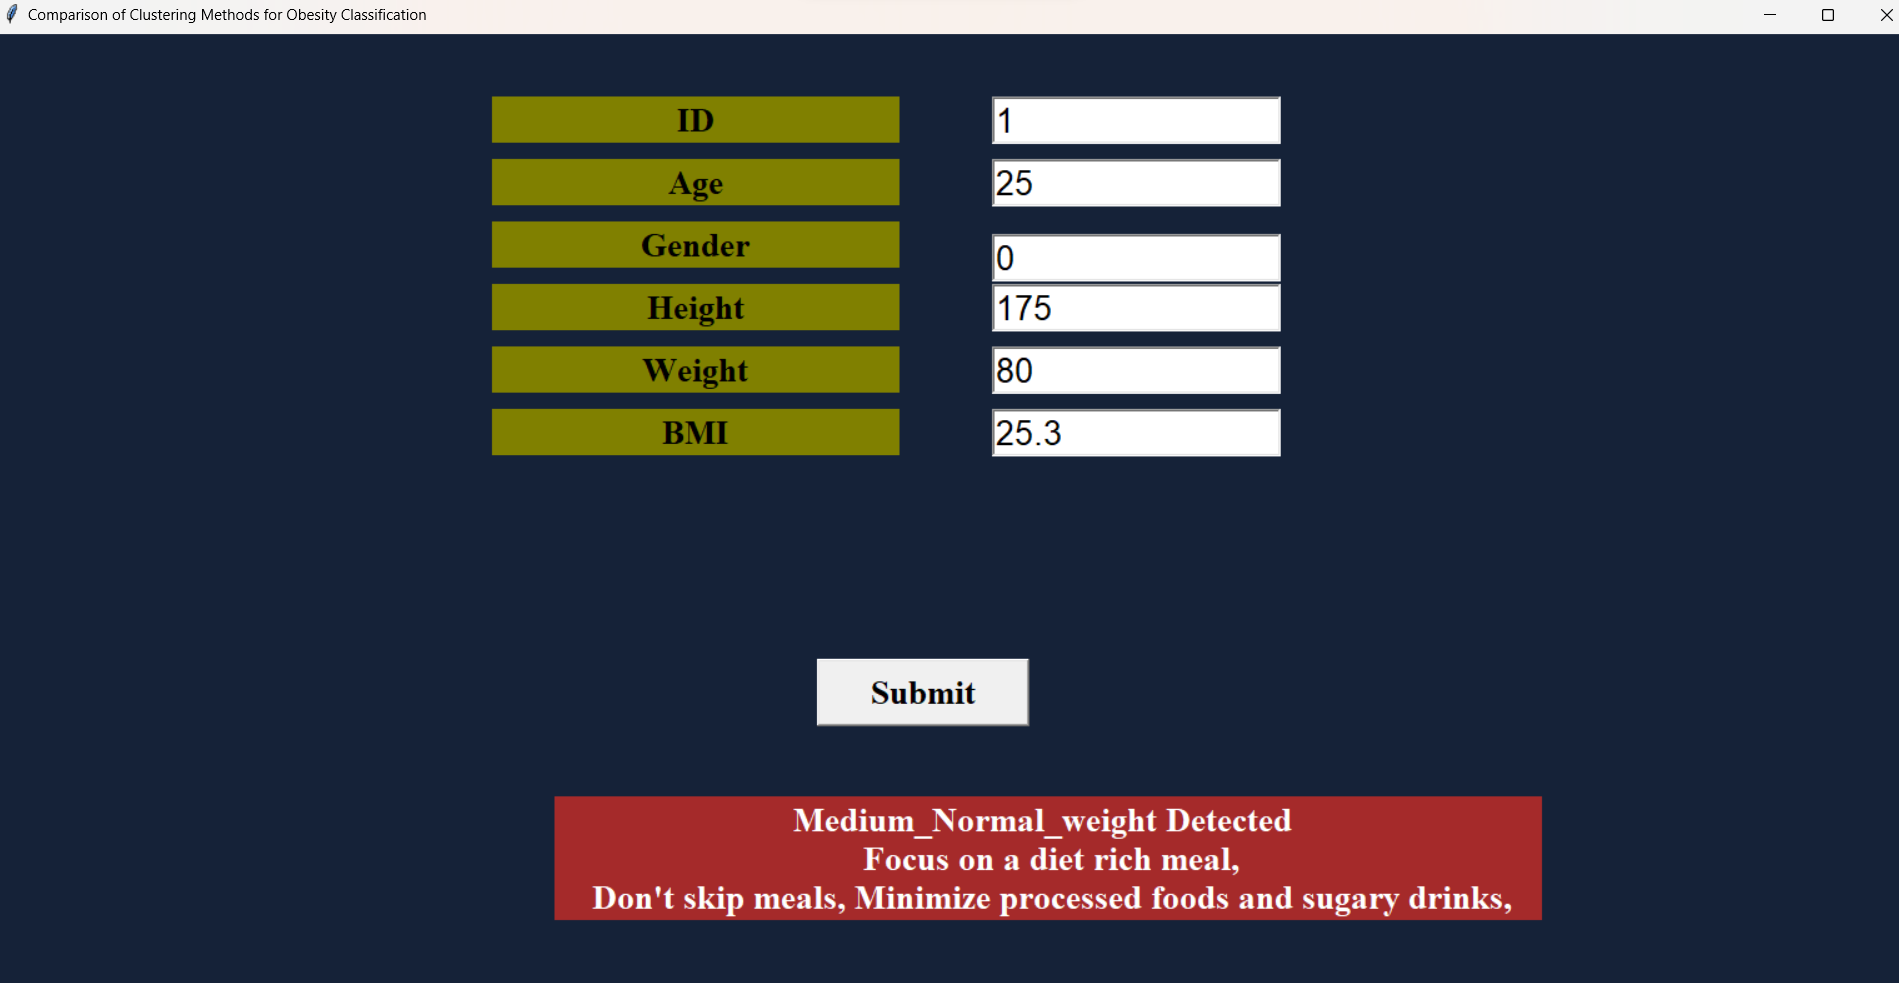 Comparison of Clustering Methods for Obesity Classification
ID 1
Age 25
Gender 0
Height 175
Weight 80
BMI 25.3
Submit
Medium_Normal_weight Detected
Focus on a diet rich meal,
Don't skip meals, Minimize processed foods and sugary drinks,